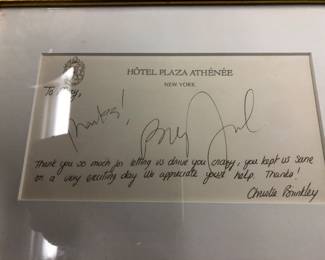 HÔTEL PLAZA ATHÉNÉE
NEW YORK
To
Thanks!
Thank you so much for letting us drive you crazy, you kept us sane
on a very exciting day We appreciate your help. Thanks!
Christie Brinkley